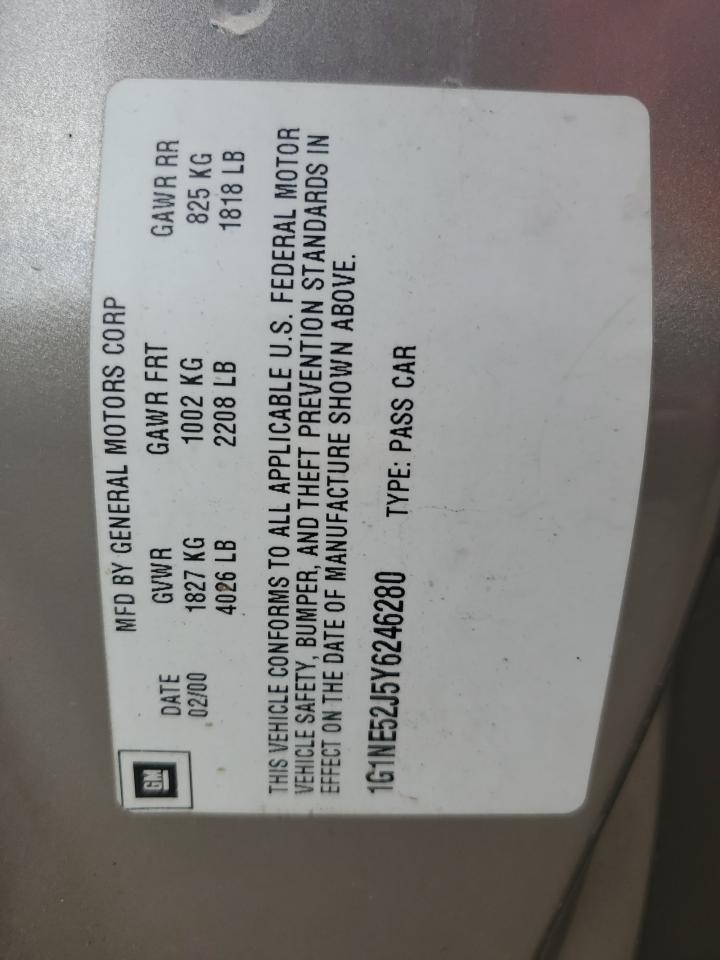 GM
MFD BY GENERAL MOTORS CORP
DATE GVWR GAWR FRT GAWR RR
02/00 1827 KG 1002 KG 825 KG
4026 LB 2208 LB 1818 LB
THIS VEHICLE CONFORMS TO ALL APPLICABLE U.S. FEDERAL MOTOR
VEHICLE SAFETY, BUMPER, AND THEFT PREVENTION STANDARDS IN
EFFECT ON THE DATE OF MANUFACTURE SHOWN ABOVE.
1G1NE52J5Y6246280 TYPE: PASS CAR